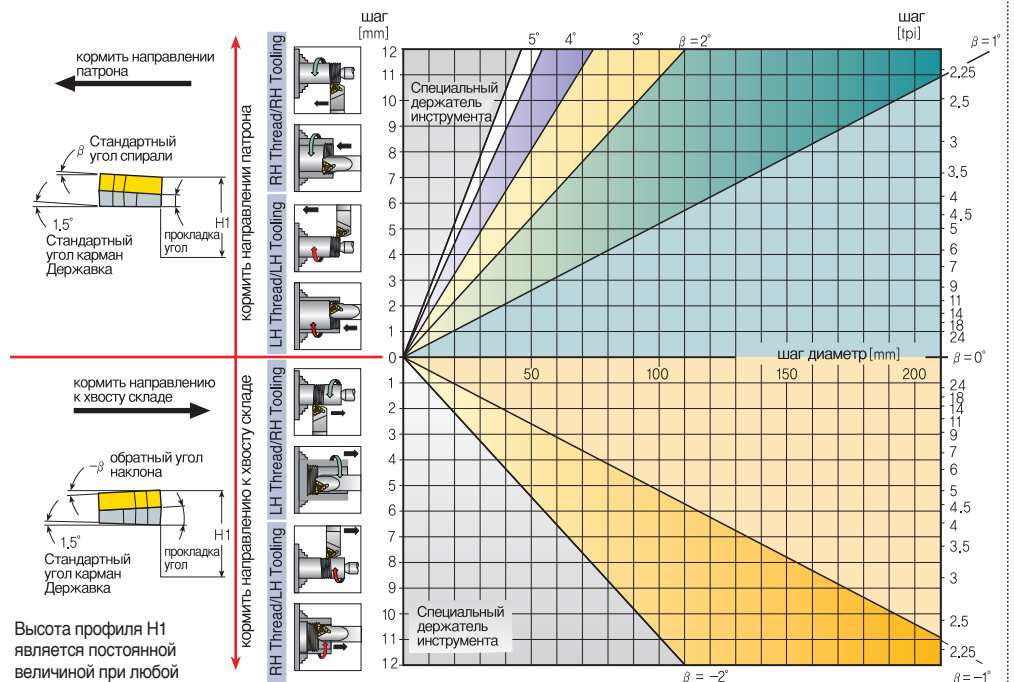 кормить направлении
патрона
β
Стандартный
угол спирали
1,5°
Стандартный
угол карман
Державка
прокладка
угол
H1
кормить направлении патрона
RH Thread/RH Tooling
LH Thread/LH Tooling
кормить направлению
к хвосту складе
-β
обратный угол
наклона
1,5°
Стандартный
угол карман
Державка
прокладка
угол
H1
кормить направлению к хвосту складе
LH Thread/RH Tooling
RH Thread/LH Tooling
Высота профиля H1
является постоянной
величиной при любой
шаг
[mm]
шаг
[tpi]
5°
4°
3°
β=2°
β=1°
Специальный
держатель
инструмента
12
11
10
9
8
7
6
5
4
3
2
1
0
1
2
3
4
5
6
7
8
9
10
11
12
2,25
2,5
3
3,5
4
4,5
5
6
7
9
11
14
18
24
шаг диаметр [mm]
β=0°
50
100
150
200
24
18
14
11
9
7
6
5
4,5
4
3,5
3
2,5
2,25
Специальный
держатель
инструмента
β=-2°
β=-1°